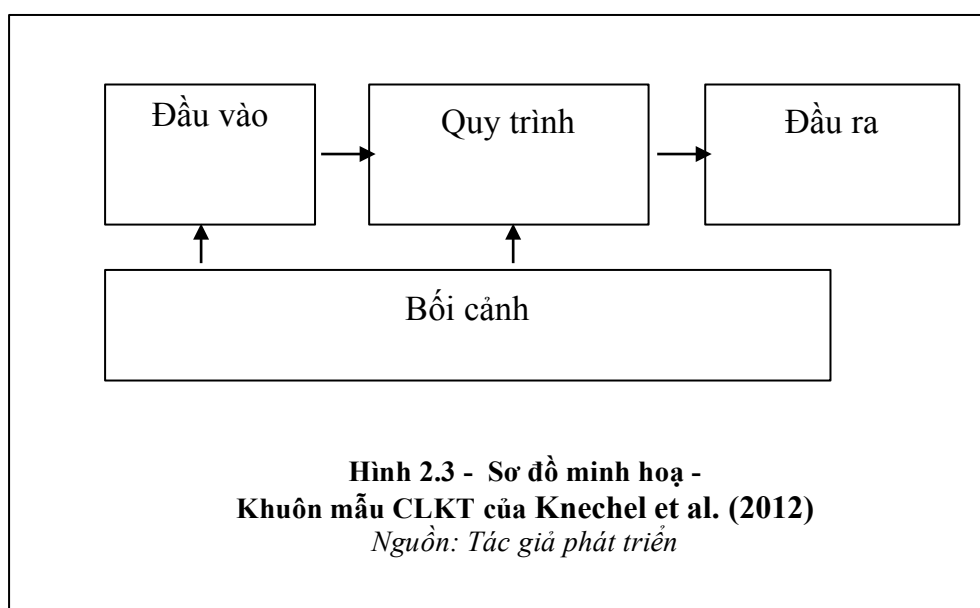 Đầu vào
Quy trình
Đầu ra
Bối cảnh
Hình 2.3 - Sơ đồ minh hoạ -
Khuôn mẫu CLKT của Knechel et al. (2012)
Nguồn: Tác giả phát triển